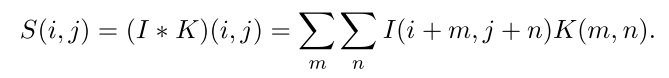 S(i, j) = (I ∗ K)(i, j) = ∑_m ∑_n I(i + m, j + n)K(m, n).